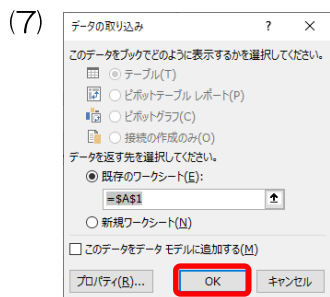 (7)
データの取り込み ? ×
このデータをブックでどのように表示するかを選択してください。
テーブル(T)
ピボットテーブル レポート(P)
ピボットグラフ(C)
接続の作成のみ(O)
データを返す先を選択してください。
既存のワークシート(E):
=$A$1
新規ワークシート(N)
このデータをデータ モデルに追加する(M)
プロパティ(R)... OK キャンセル